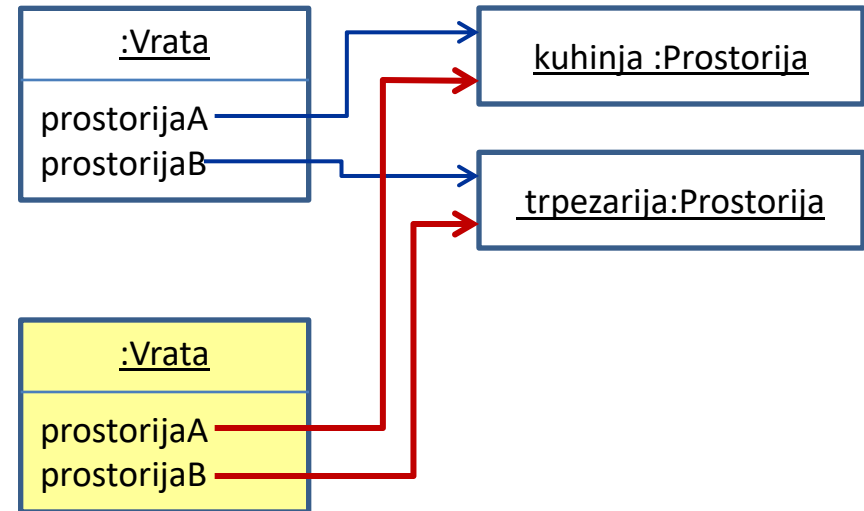 :Vrata
prostorijaA
prostorijaB
kuhinja :Prostorija
trpezarija:Prostorija
:Vrata
prostorijaA
prostorijaB